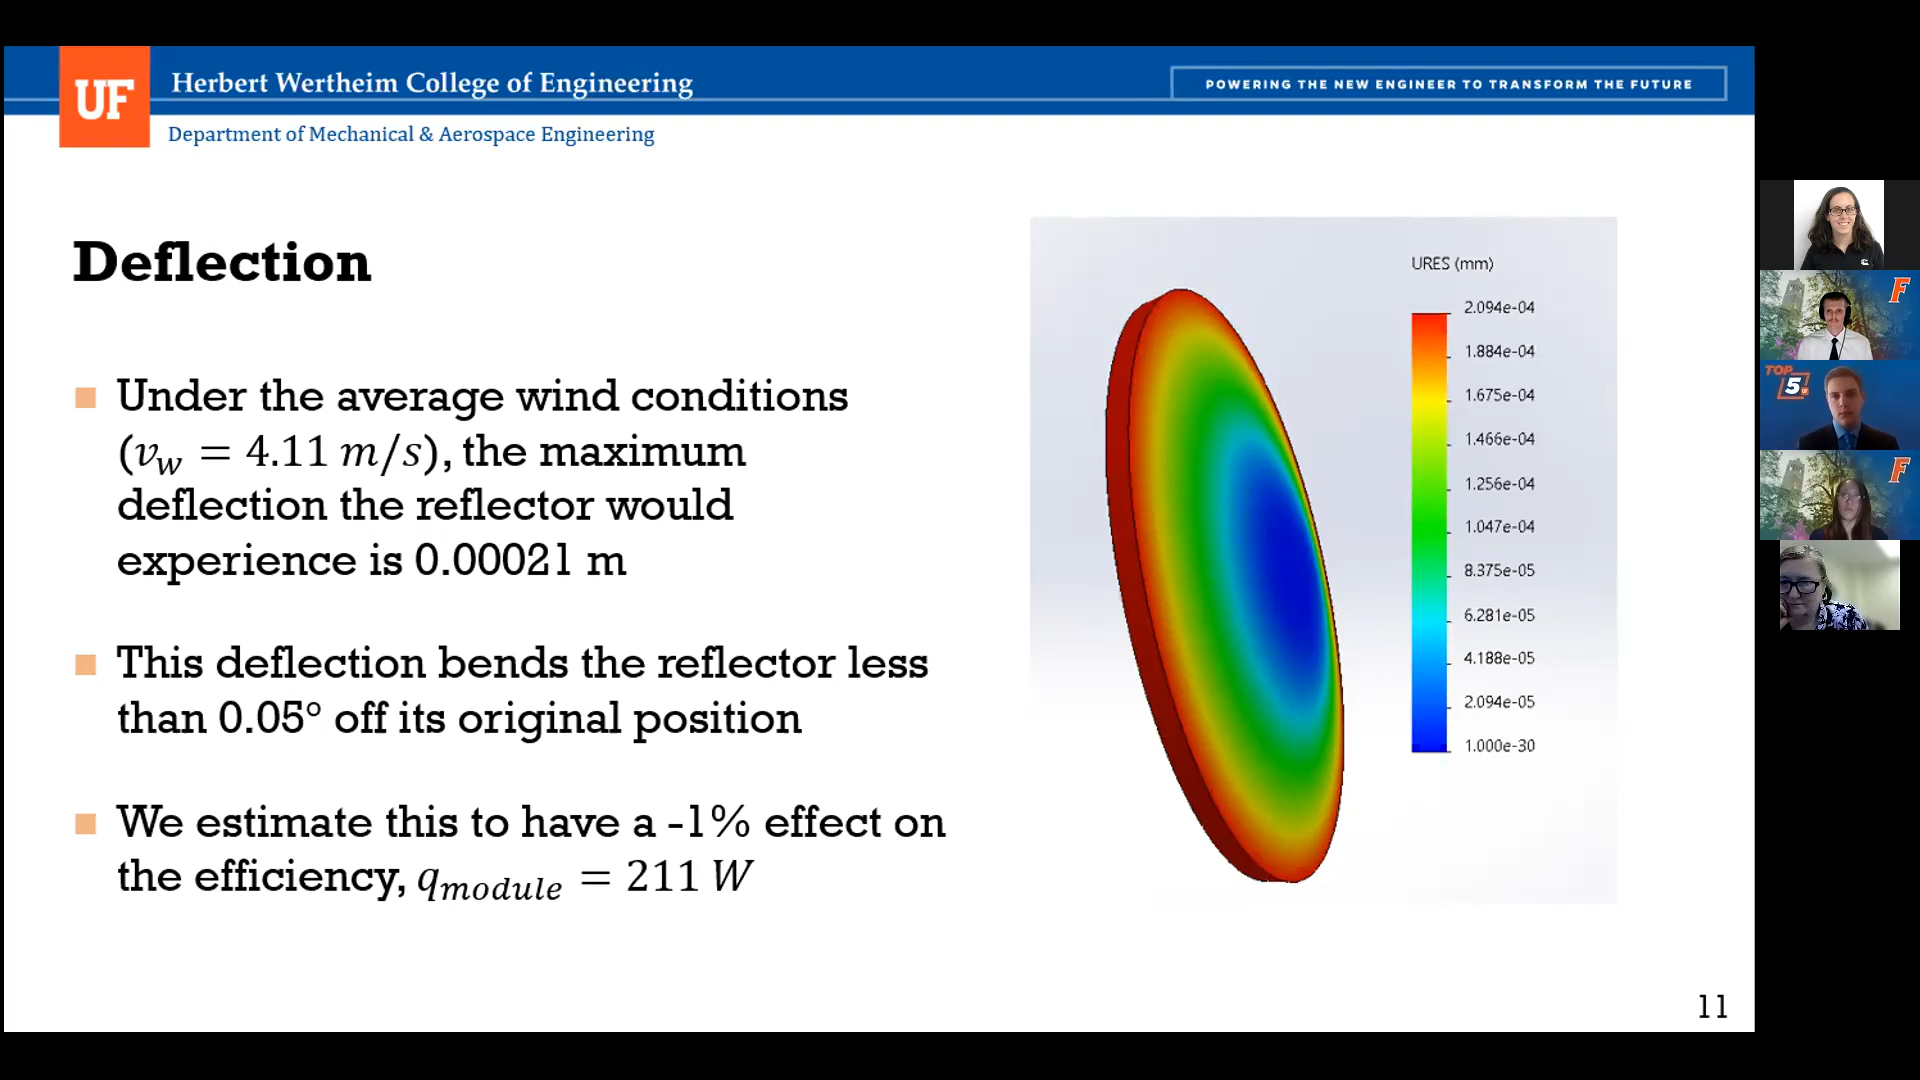 UF
Herbert Wertheim College of Engineering
POWERING THE NEW ENGINEER TO TRANSFORM THE FUTURE
Department of Mechanical & Aerospace Engineering
Deflection
Under the average wind conditions
(v_w = 4.11 m/s), the maximum
deflection the reflector would
experience is 0.00021 m
This deflection bends the reflector less
than 0.05° off its original position
We estimate this to have a -1% effect on
the efficiency, q_module = 211 W
URES (mm)
2.094e-04
1.884e-04
1.675e-04
1.466e-04
1.256e-04
1.047e-04
8.375e-05
6.281e-05
4.188e-05
2.094e-05
1.000e-30
11
F
TOP
5
F